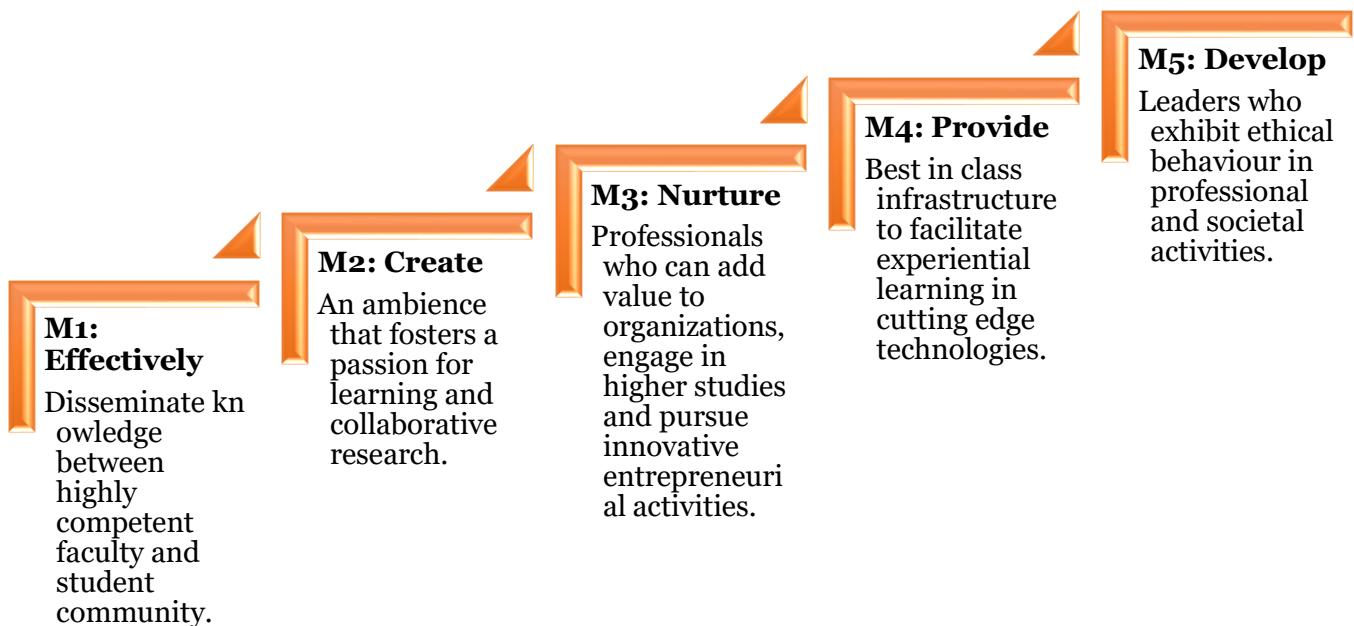 M1:
Effectively
Disseminate kn
owledge
between
highly
competent
faculty and
student
community.
M2: Create
An ambience
that fosters a
passion for
learning and
collaborative
research.
M3: Nurture
Professionals
who can add
value to
organizations,
engage in
higher studies
and pursue
innovative
entrepreneuri
al activities.
M4: Provide
Best in class
infrastructure
to facilitate
experiential
learning in
cutting edge
technologies.
M5: Develop
Leaders who
exhibit ethical
behaviour in
professional
and societal
activities.